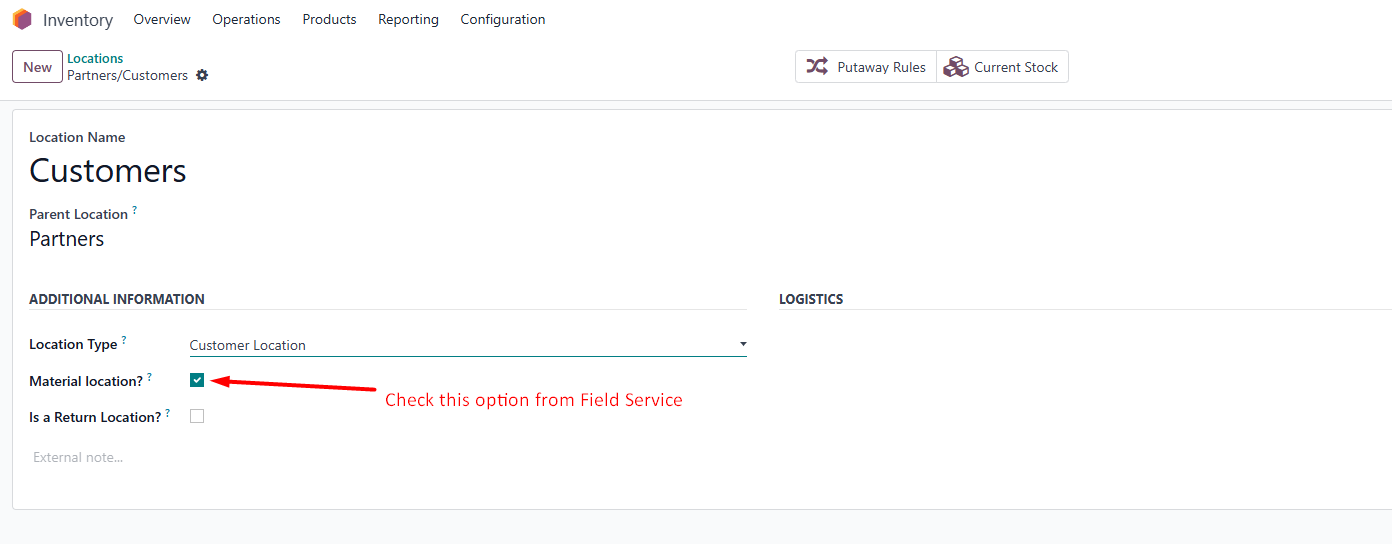 Inventory Overview Operations Products Reporting Configuration
New Locations
Partners/Customers
Putaway Rules Current Stock
Location Name
Customers
Parent Location ?
Partners
ADDITIONAL INFORMATION
LOGISTICS
Location Type ? Customer Location
Material location? ?
Check this option from Field Service
Is a Return Location? ?
External note...